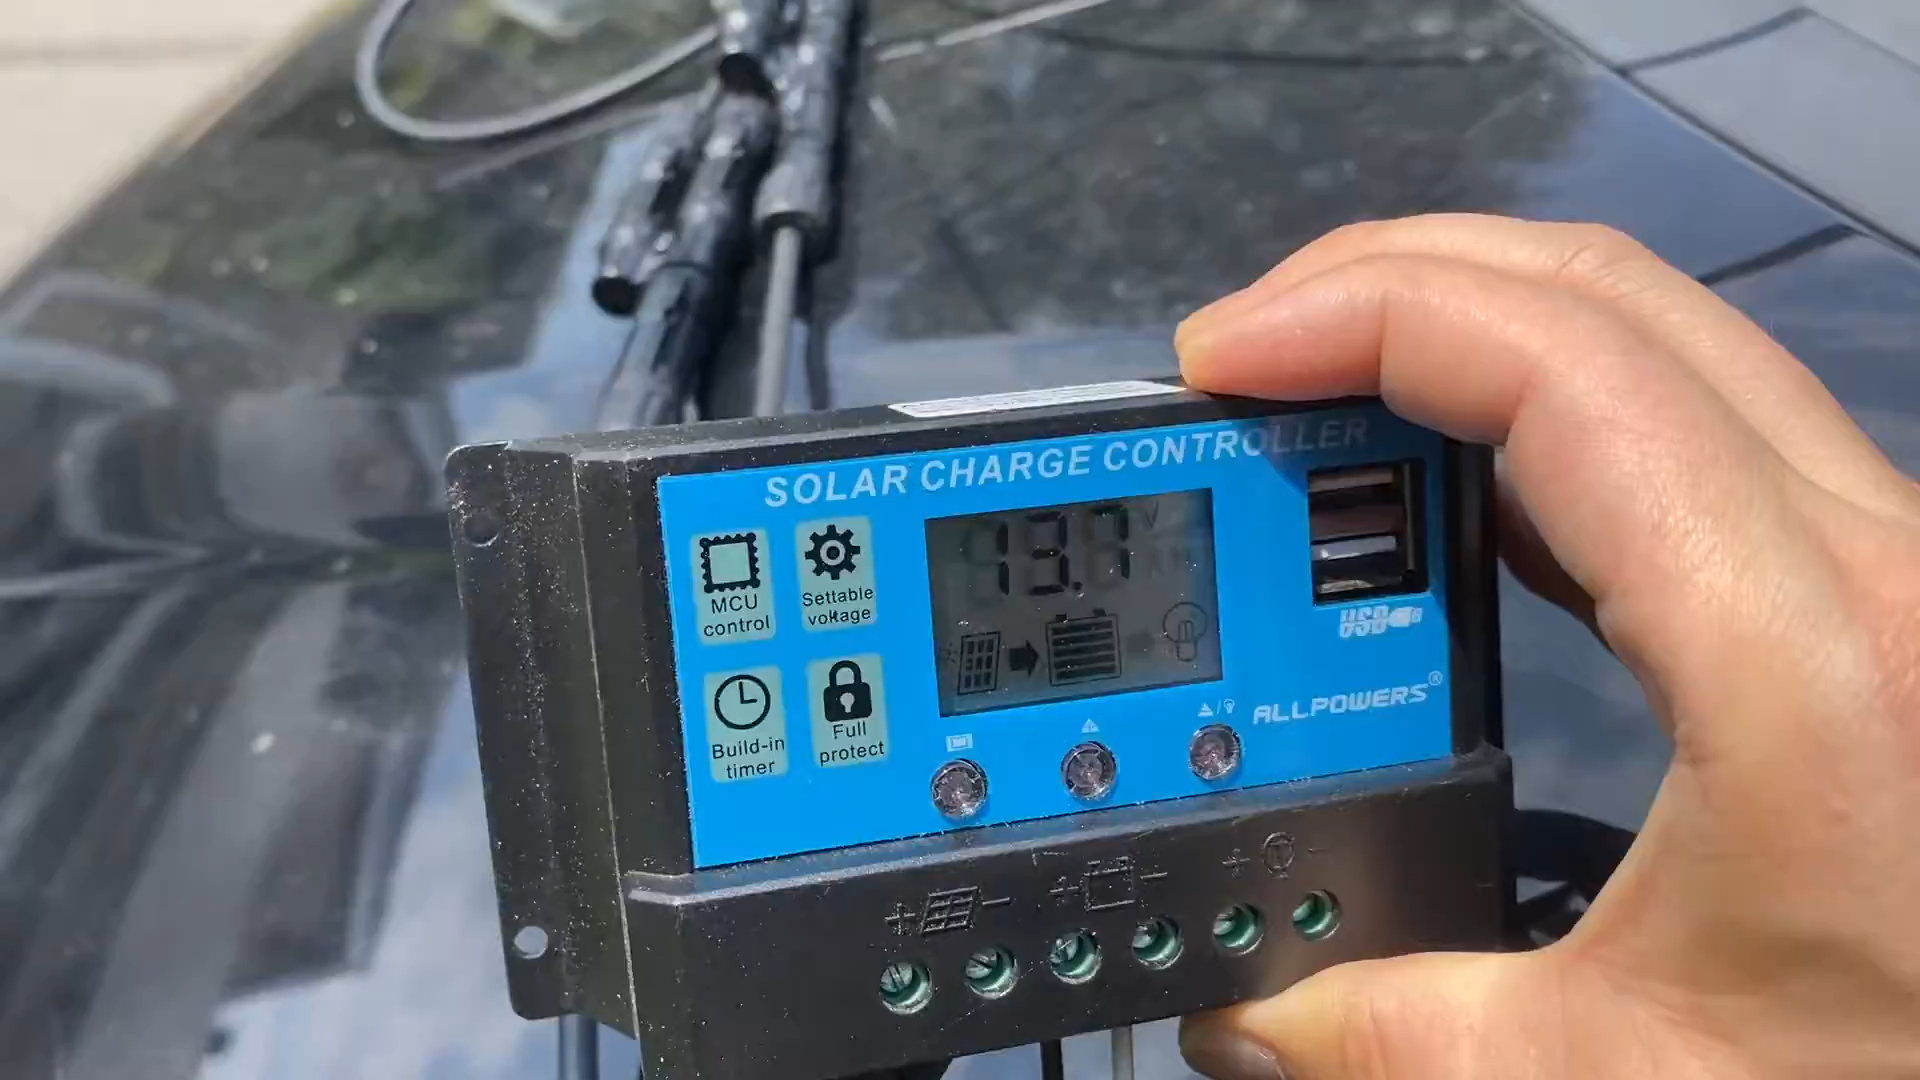 SOLAR CHARGE CONTROLLER
13.7 V
MCU
control
Settable
voltage
Build-in
timer
Full
protect
USB
ALLPOWERS®